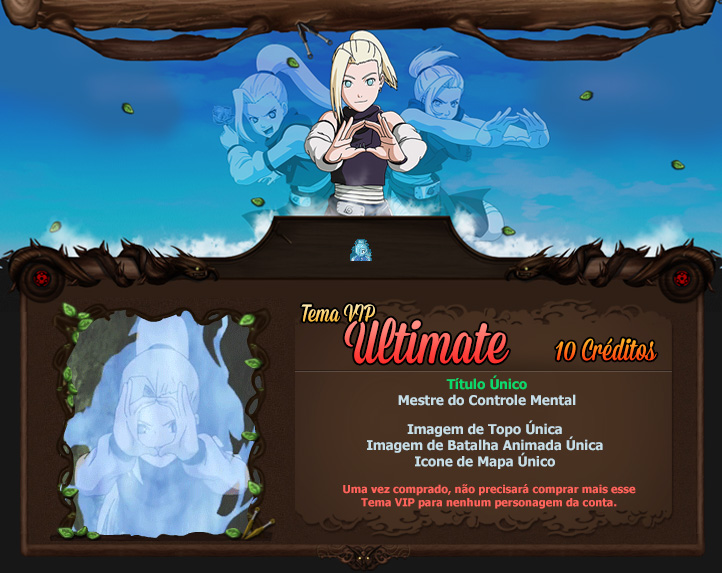 Tema VIP
Ultimate
10 Créditos
Título Único
Mestre do Controle Mental
Imagem de Topo Única
Imagem de Batalha Animada Única
Icone de Mapa Único
Uma vez comprado, não precisará comprar mais esse
Tema VIP para nenhum personagem da conta.